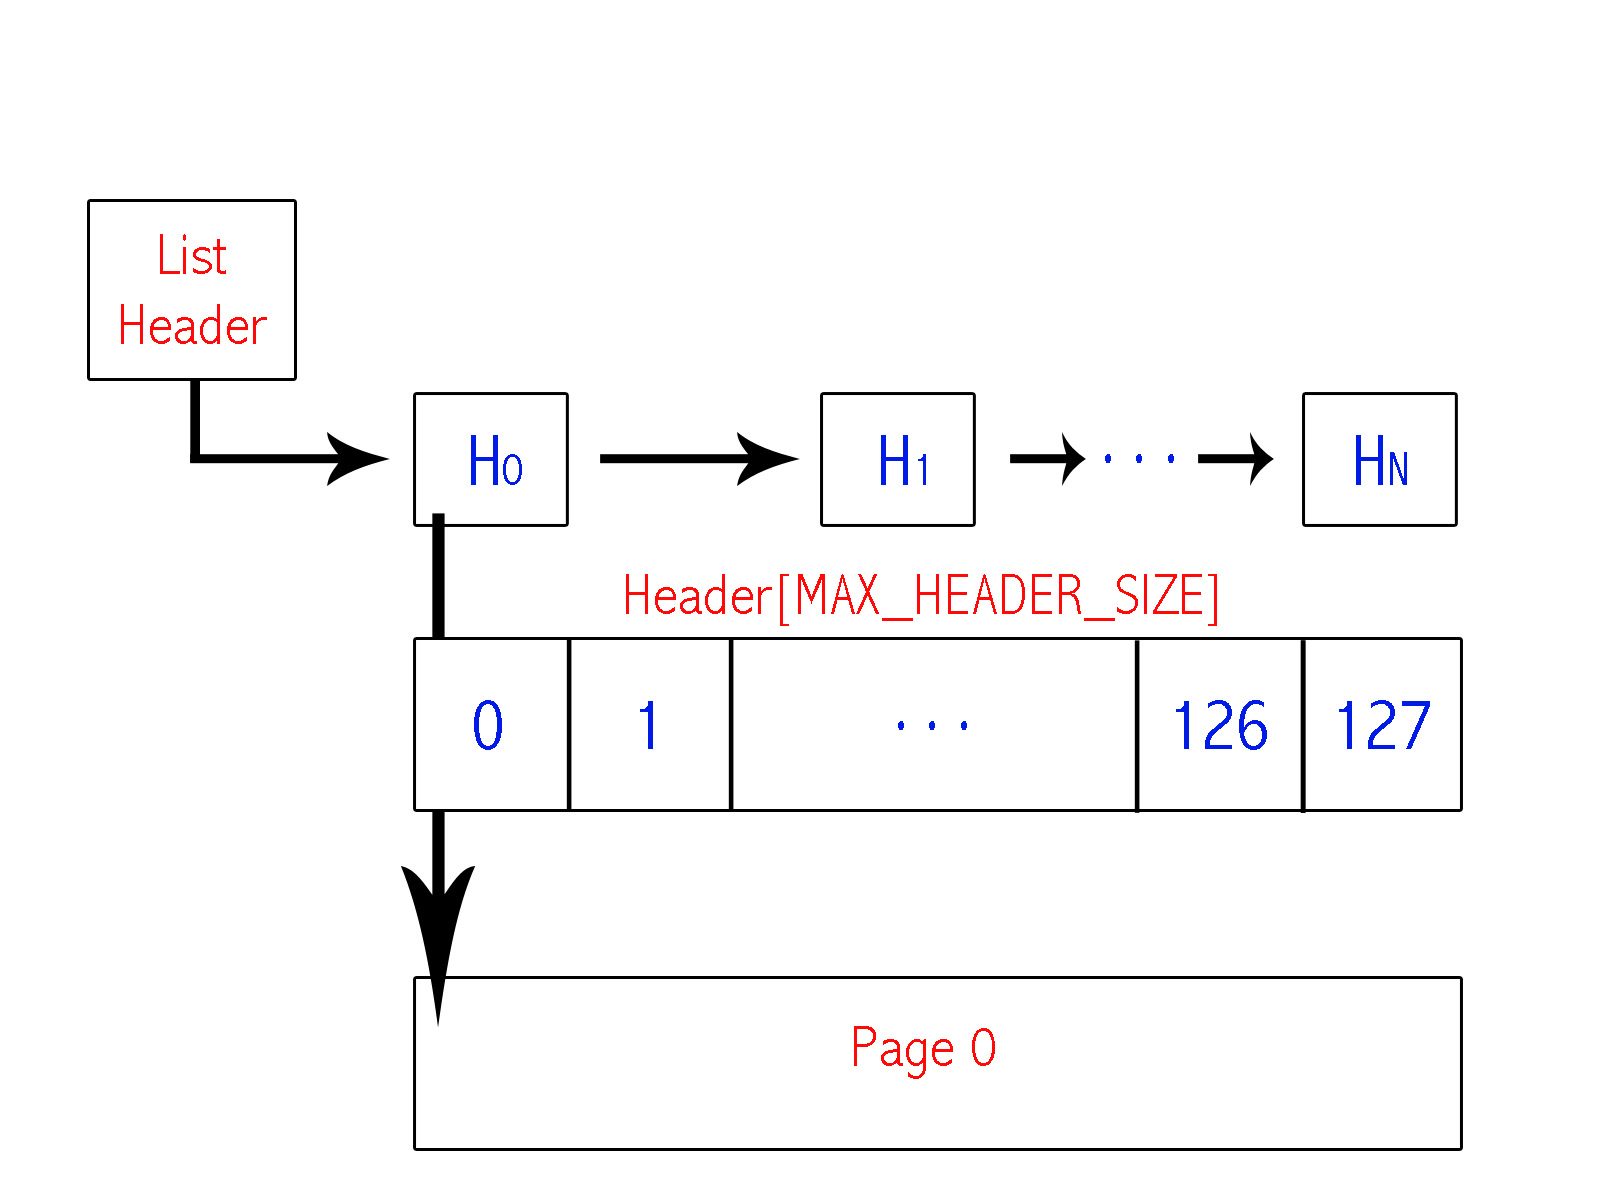 List
Header
H0 H1 ... HN
Header[MAX_HEADER_SIZE]
0 1 ... 126 127
Page 0